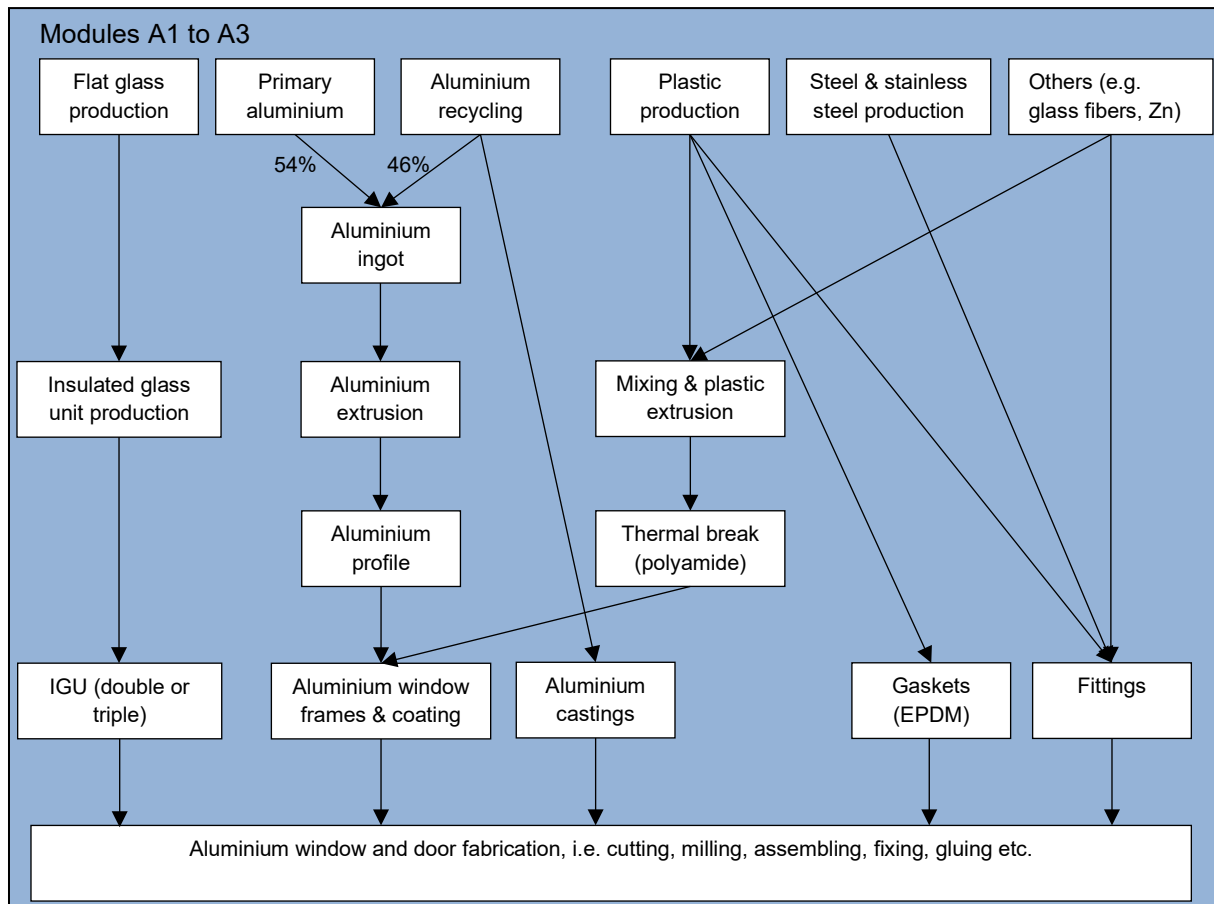 Modules A1 to A3
Flat glass
production
Primary
aluminium
Aluminium
recycling
Plastic
production
Steel & stainless
steel production
Others (e.g.
glass fibers, Zn)
54%
46%
Aluminium
ingot
Insulated glass
unit production
Aluminium
extrusion
Mixing & plastic
extrusion
Aluminium
profile
Thermal break
(polyamide)
IGU (double or
triple)
Aluminium window
frames & coating
Aluminium
castings
Gaskets
(EPDM)
Fittings
Aluminium window and door fabrication, i.e. cutting, milling, assembling, fixing, gluing etc.